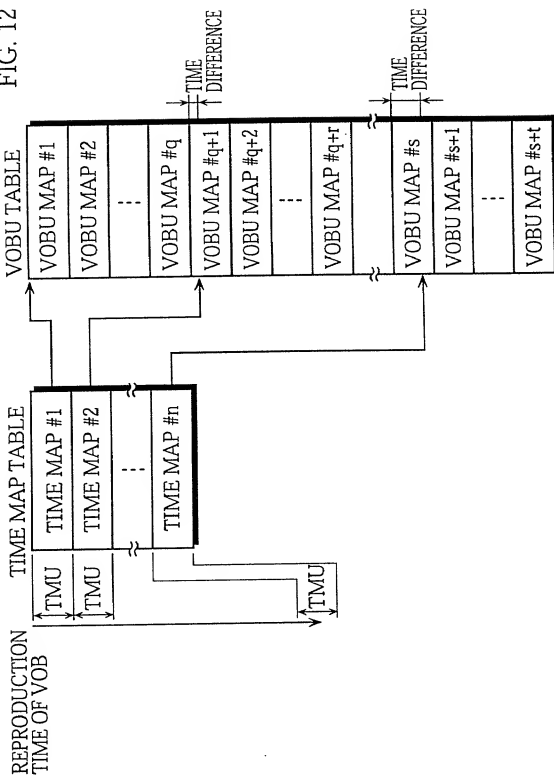 FIG. 12
REPRODUCTION
TIME OF VOB
TIME MAP TABLE
VOBU TABLE
TMU
TMU
TMU
TIME MAP #1
TIME MAP #2
TIME MAP #n
VOBU MAP #1
VOBU MAP #2
VOBU MAP #q
VOBU MAP #q+1
VOBU MAP #q+2
VOBU MAP #q+r
VOBU MAP #s
VOBU MAP #s+1
VOBU MAP #s+t
TIME
DIFFERENCE
TIME
DIFFERENCE